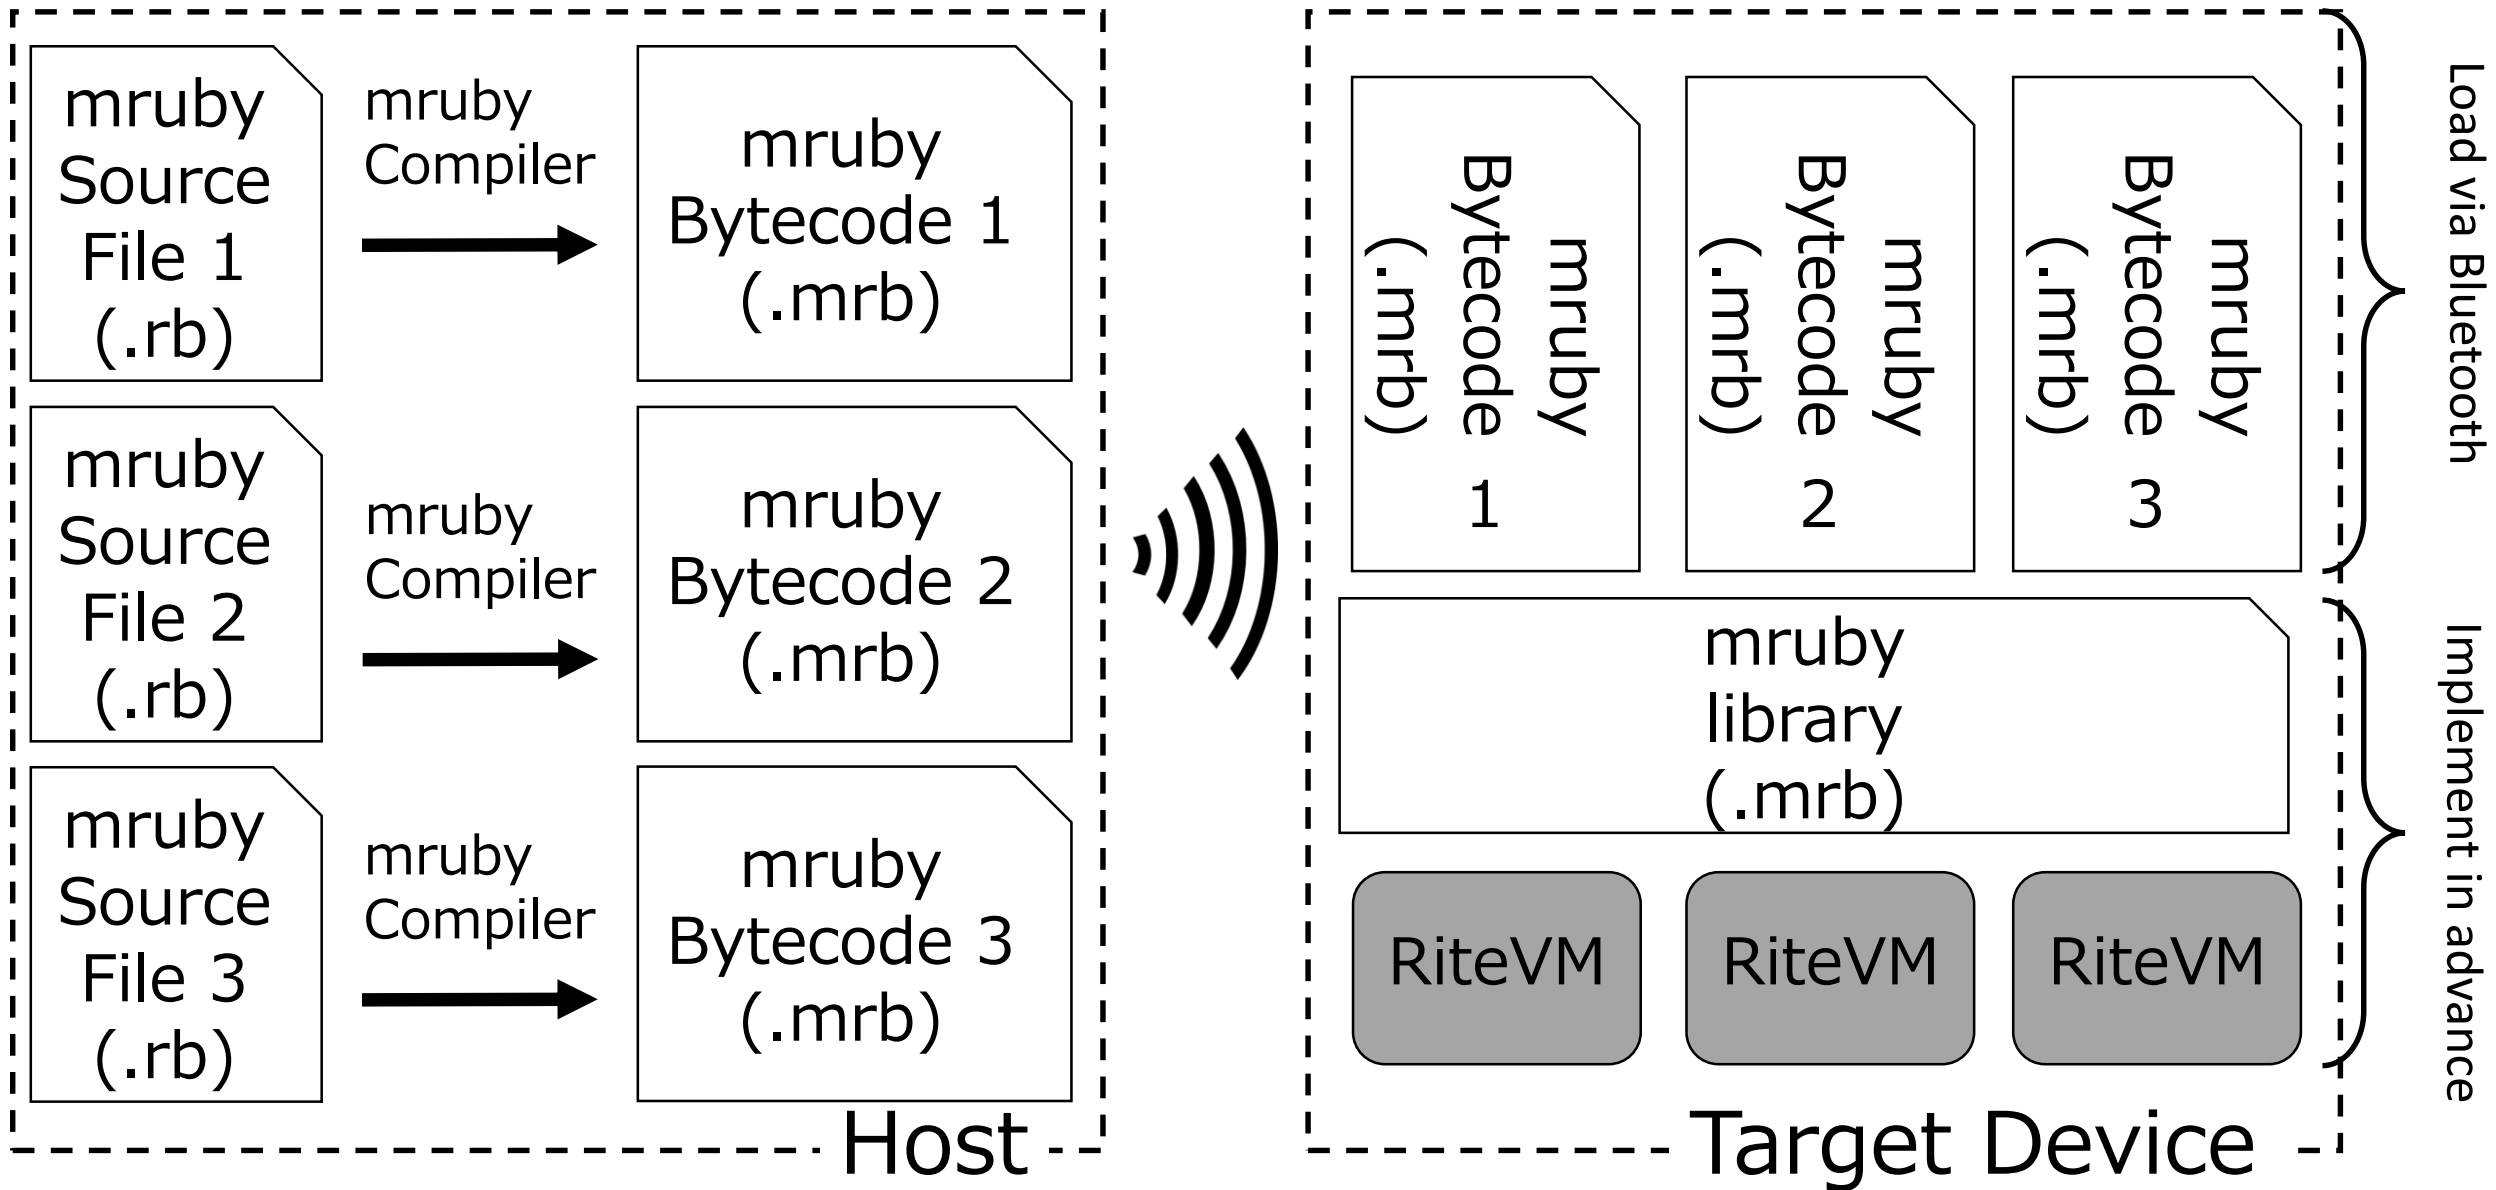 mruby
Source
File 1
(.rb)
mruby
Compiler
mruby
Bytecode 1
(.mrb)
mruby
Source
File 2
(.rb)
mruby
Compiler
mruby
Bytecode 2
(.mrb)
mruby
Source
File 3
(.rb)
mruby
Compiler
mruby
Bytecode 3
(.mrb)
Host
mruby
Bytecode
(.mrb)
1
mruby
Bytecode
(.mrb)
2
mruby
Bytecode
(.mrb)
3
Load via Bluetooth
mruby
library
(.mrb)
RiteVM
RiteVM
RiteVM
Implement in advance
Target Device